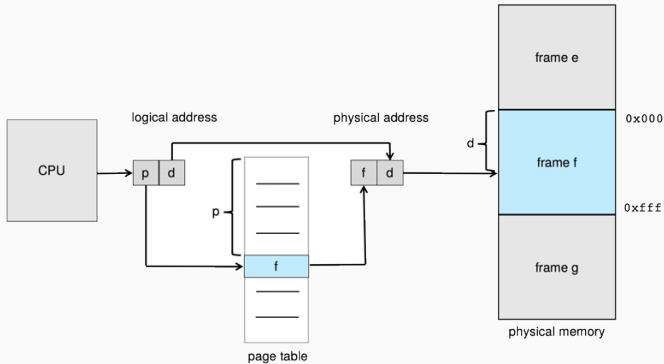 frame e
logical address
physical address
0x000
d
CPU
p d
f d
frame f
p
0xfff
f
frame g
physical memory
page table